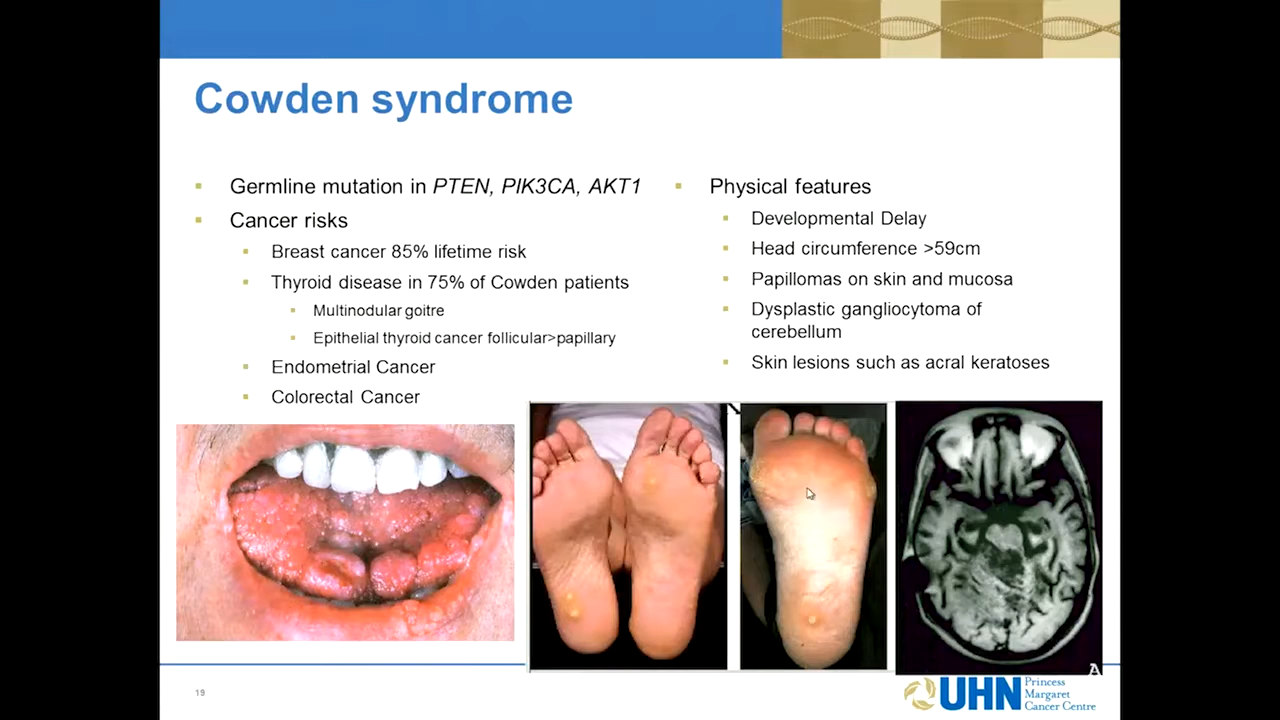 Cowden syndrome
Germline mutation in PTEN, PIK3CA, AKT1
Cancer risks
Breast cancer 85% lifetime risk
Thyroid disease in 75% of Cowden patients
Multinodular goitre
Epithelial thyroid cancer follicular>papillary
Endometrial Cancer
Colorectal Cancer
Physical features
Developmental Delay
Head circumference >59cm
Papillomas on skin and mucosa
Dysplastic gangliocytoma of
cerebellum
Skin lesions such as acral keratoses
A
19
UHN
Princess
Margaret
Cancer Centre